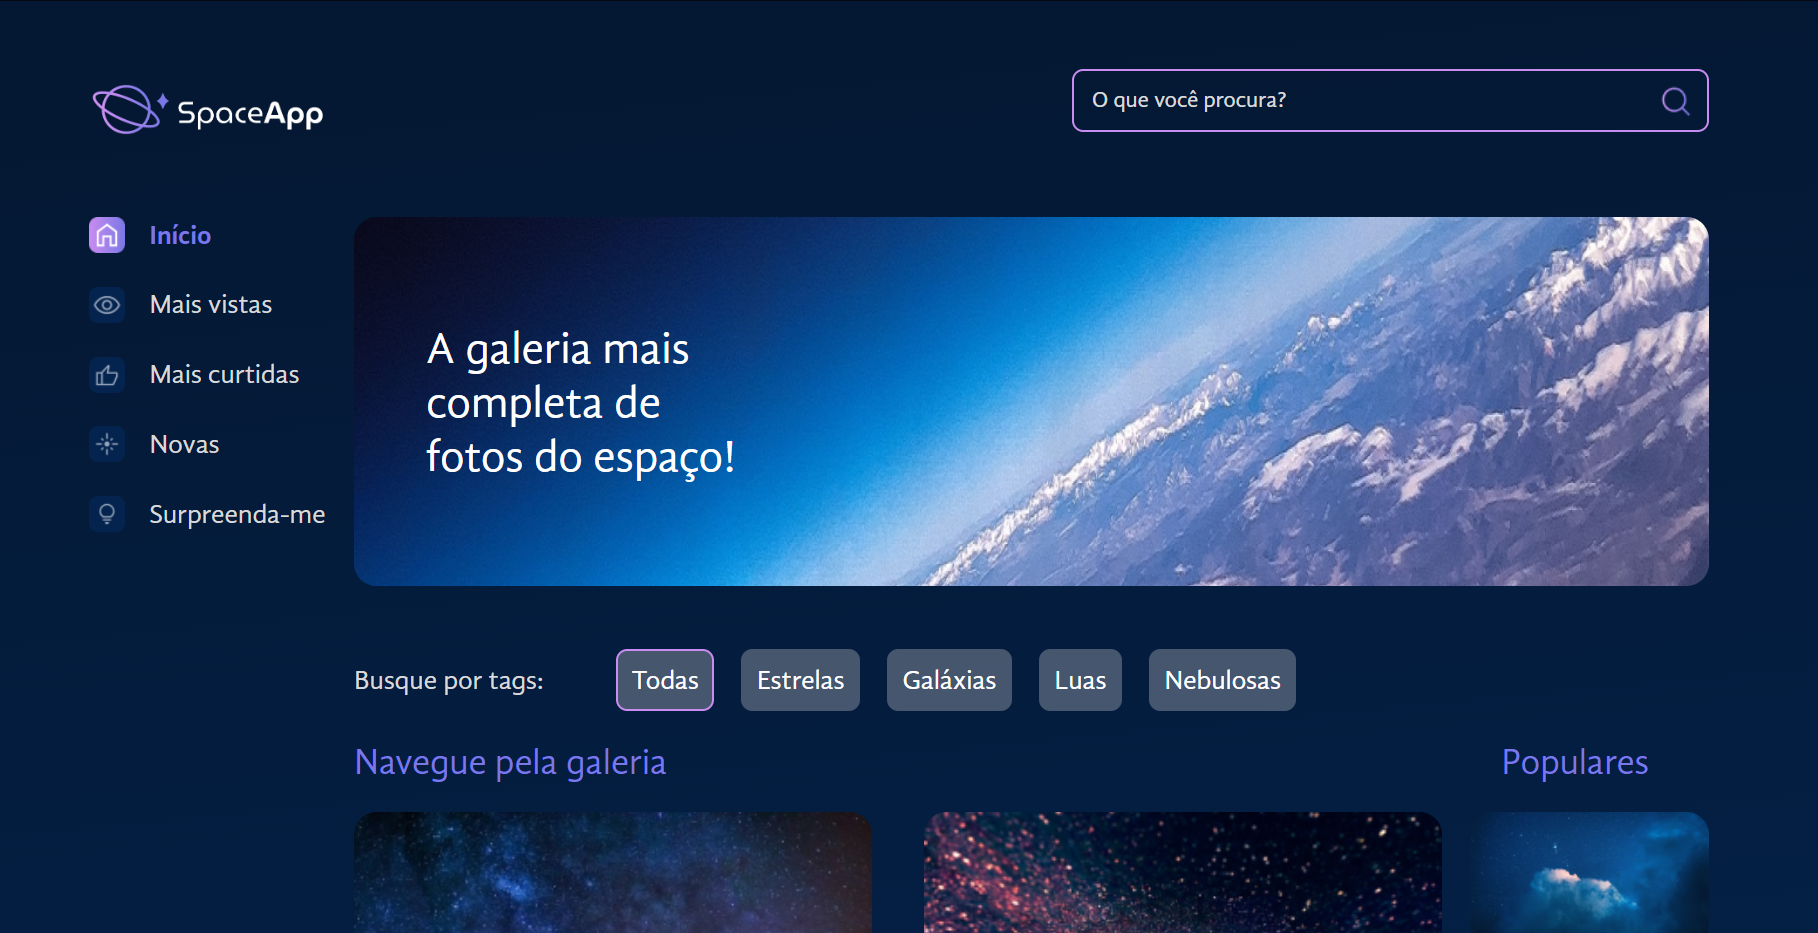 SpaceApp
O que você procura?
Início
Mais vistas
Mais curtidas
Novas
Surpreenda-me
A galeria mais
completa de
fotos do espaço!
Busque por tags:
Todas
Estrelas
Galáxias
Luas
Nebulosas
Navegue pela galeria
Populares